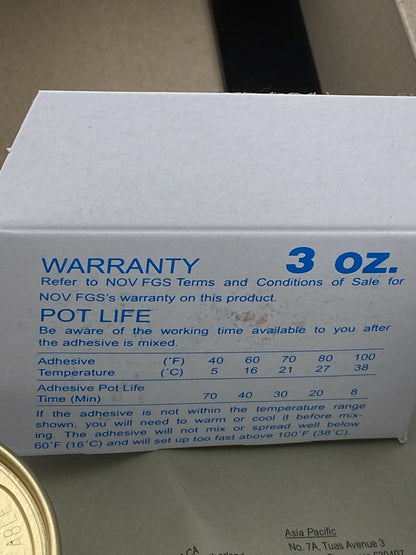 WARRANTY 3 OZ.
Refer to NOV FGS Terms and Conditions of Sale for
NOV FGS's warranty on this product.
POT LIFE
Be aware of the working time available to you after
the adhesive is mixed.
Adhesive (˚F) 40 60 70 80 100
Temperature (˚C) 5 16 21 27 38
Adhesive Pot Life
Time (Min) 70 40 30 20 8
If the adhesive is not within the temperature range
shown, you will need to warm or cool it before mix-
ing. The adhesive will not mix or spread well below
60˚F (16˚C) and will set up too fast above 100˚F (38˚C).
ABLE
CA
Asia Pacific
No. 7A, Tuas Avenue 3